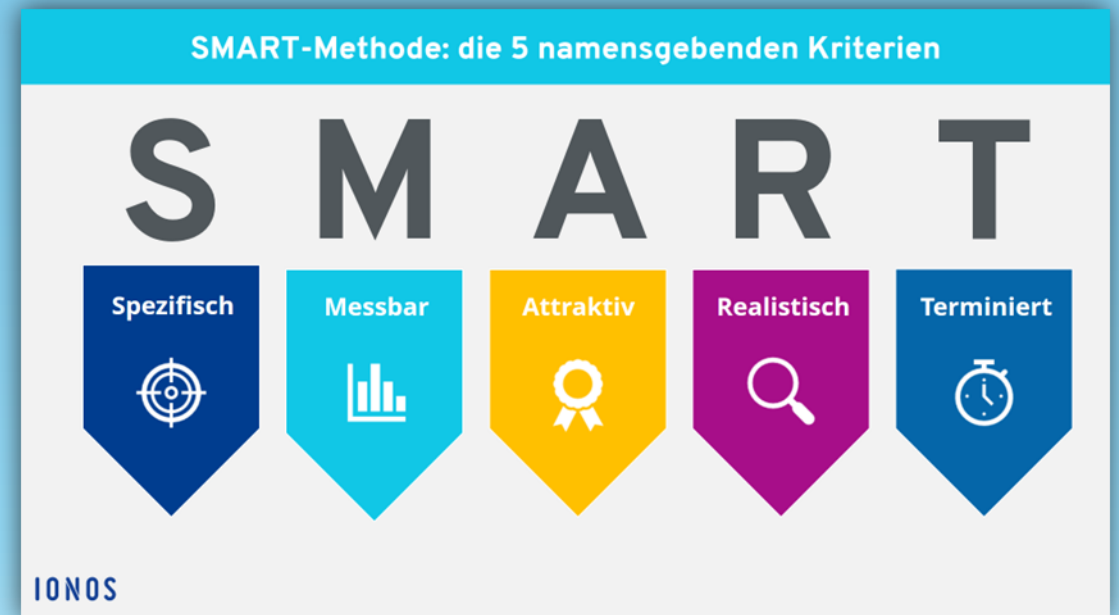 SMART-Methode: die 5 namensgebenden Kriterien
S M A R T
Spezifisch Messbar Attraktiv Realistisch Terminiert
IONOS